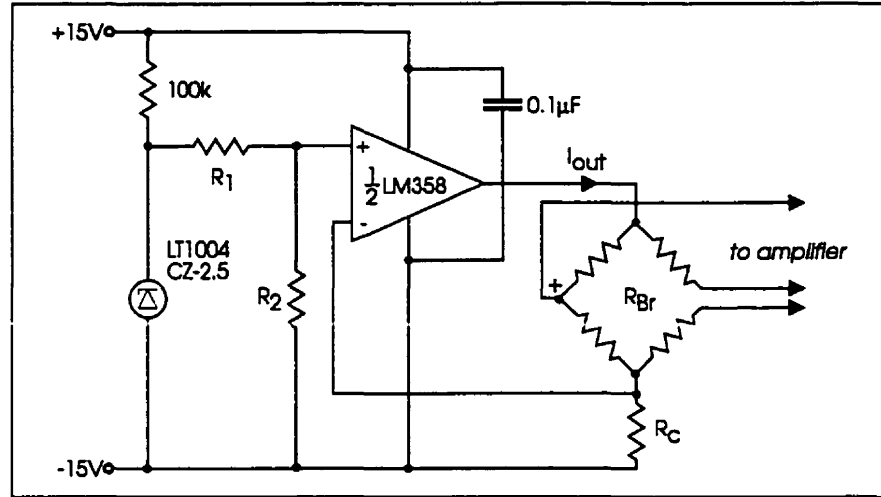 +15V
100k
0.1µF
R1
+
½ LM358
-
Iout
LT1004
CZ-2.5
R2
+
RBr
to amplifier
Rc
-15V